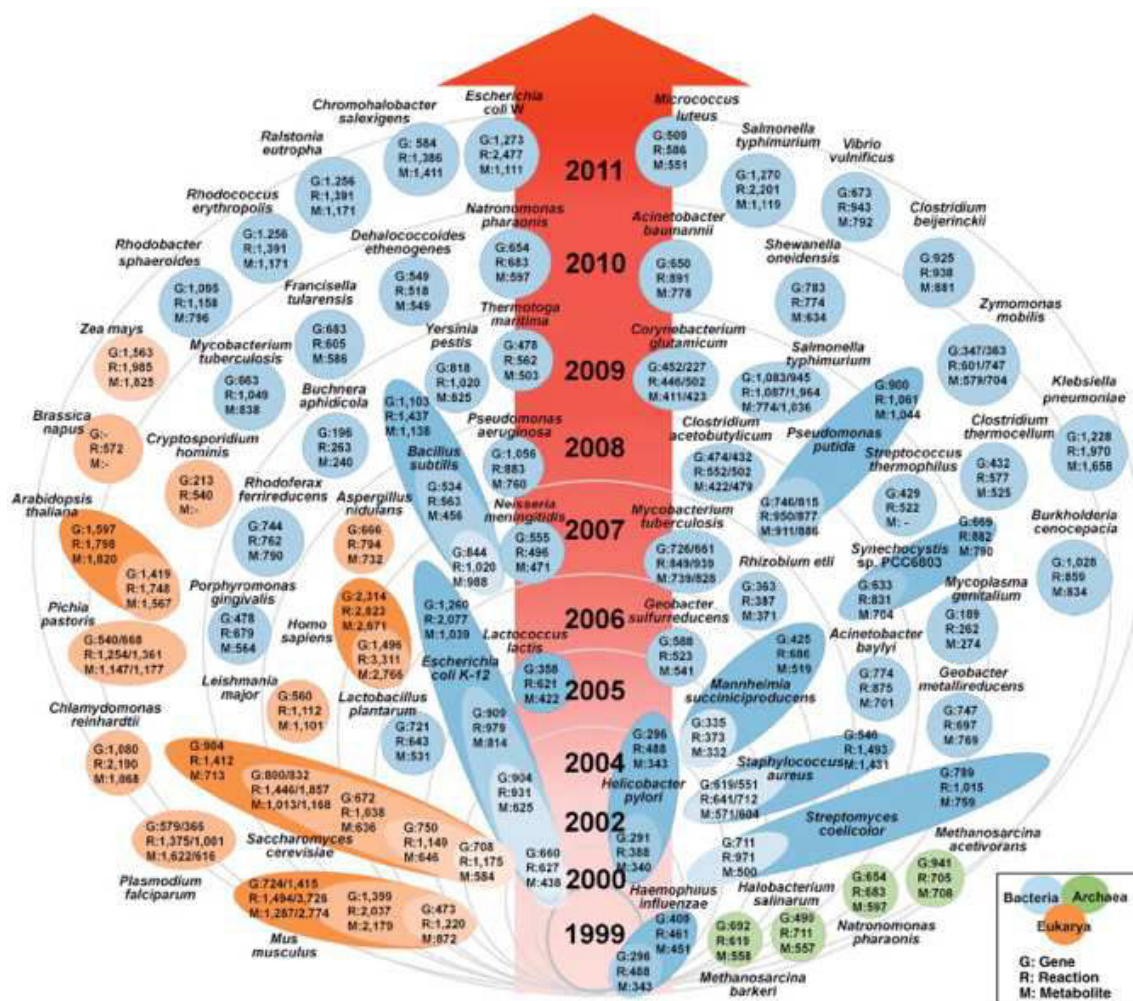 Escherichia
coli W
G:1,273
R:2,477
M:1,111
Chromohalobacter
salexigens
G: 584
R:1,386
M:1,411
Ralstonia
eutropha
G:1.256
R:1,391
M:1,171
Rhodococcus
erythropolis
G:1.256
R:1,391
M:1,171
Rhodobacter
sphaeroides
G:1,095
R:1,158
M:796
Zea mays
G:1,563
R:1,985
M:1,825
Brassica
napus
G:-
R:572
M:-
Arabidopsis
thaliana
G:1,597
R:1,798
M:1,820
G:1,419
R:1,748
M:1,567
Pichia
pastoris
G:540/668
R:1,254/1,361
M:1,147/1,177
Chlamydomonas
reinhardtii
G:1,080
R:2,190
M:1,068
G:579/366
R:1,375/1,001
M:1,622/616
Plasmodium
falciparum
Natronomonas
pharaonis
G:654
R:683
M:597
Dehalococcoides
ethenogenes
G:549
R:518
M:549
Francisella
tularensis
G:683
R:605
M:586
Mycobacterium
tuberculosis
G:663
R:1,049
M:838
Cryptosporidium
hominis
G:213
R:540
M:-
Thermotoga
maritima
G:478
R:562
M:503
Yersinia
pestis
G:818
R:1,020
M:825
Buchnera
aphidicola
G:196
R:263
M:240
Rhodoferax
ferrireducens
G:744
R:762
M:790
Porphyromonas
gingivalis
G:478
R:679
M:564
Leishmania
major
G:560
R:1,112
M:1,101
G:1,103
R:1,437
M:1,138
Bacillus
subtilis
G:534
R:563
M:456
G:844
R:1,020
M:988
Pseudomonas
aeruginosa
G:1,056
R:883
M:760
Aspergillus
nidulans
G:666
R:794
M:732
Neisseria
meningitidis
G:555
R:496
M:471
Homo
sapiens
G:2,314
R:2,823
M:2,671
G:1,496
R:3,311
M:2,766
Lactobacillus
plantarum
G:721
R:643
M:531
Lactococcus
lactis
G:358
R:621
M:422
G:1,260
R:2,077
M:1,039
Escherichia
coli K-12
G:909
R:979
M:814
G:904
R:931
M:625
G:660
R:627
M:438
G:904
R:1,412
M:713
G:800/832
R:1,446/1,857
M:1,013/1,168
G:672
R:1,038
M:636
G:750
R:1,149
M:646
G:708
R:1,175
M:584
Saccharomyces
cerevisiae
G:724/1,415
R:1,494/3,726
M:1,287/2,774
G:1,399
R:2,037
M:2,179
G:473
R:1,220
M:872
Mus
musculus
2011
2010
2009
2008
2007
2006
2005
2004
2002
2000
1999
Micrococcus
luteus
G:509
R:586
M:551
Salmonella
typhimurium
G:1,270
R:2,201
M:1,119
Vibrio
vulnificus
G:673
R:943
M:792
Clostridium
beijerinckii
G:925
R:938
M:881
Acinetobacter
baumannii
G:650
R:891
M:778
Shewanella
oneidensis
G:783
R:774
M:634
Zymomonas
mobilis
G:347/363
R:601/747
M:579/704
Klebsiella
pneumoniae
G:1,228
R:1,970
M:1,658
Corynebacterium
glutamicum
G:452/227
R:446/502
M:411/423
Salmonella
typhimurium
G:1,083/945
R:1,087/1,964
M:774/1,036
G:900
R:1,061
M:1,044
Pseudomonas
putida
G:746/815
R:950/877
M:911/886
Clostridium
acetobutylicum
G:474/432
R:552/502
M:422/479
Clostridium
thermocellum
G:432
R:577
M:525
Streptococcus
thermophilus
G:429
R:522
M: -
Burkholderia
cenocepacia
G:1,028
R:859
M:834
Mycobacterium
tuberculosis
G:726/661
R:849/939
M:739/828
Rhizobium etli
G:363
R:387
M:371
G:669
R:882
M:790
Synechocystis
sp. PCC6803
G:633
R:831
M:704
Mycoplasma
genitalium
G:189
R:262
M:274
Geobacter
sulfurreducens
G:588
R:523
M:541
Acinetobacter
baylyi
G:774
R:875
M:701
Geobacter
metallireducens
G:747
R:697
M:769
G:425
R:686
M:519
Mannheimia
succiniciproducens
G:335
R:373
M:332
G:296
R:488
M:343
Helicobacter
pylori
G:291
R:388
M:340
G:546
R:1,493
M:1,431
Staphylococcus
aureus
G:619/551
R:641/712
M:571/604
G:789
R:1,015
M:759
Streptomyces
coelicolor
G:711
R:971
M:500
Haemophilus
influenzae
G:400
R:461
M:451
G:296
R:488
M:343
G:692
R:619
M:558
Methanosarcina
barkeri
Halobacterium
salinarum
G:490
R:711
M:557
G:654
R:683
M:597
Natronomonas
pharaonis
Methanosarcina
acetivorans
G:941
R:705
M:708
Bacteria
Archaea
Eukarya
G: Gene
R: Reaction
M: Metabolite